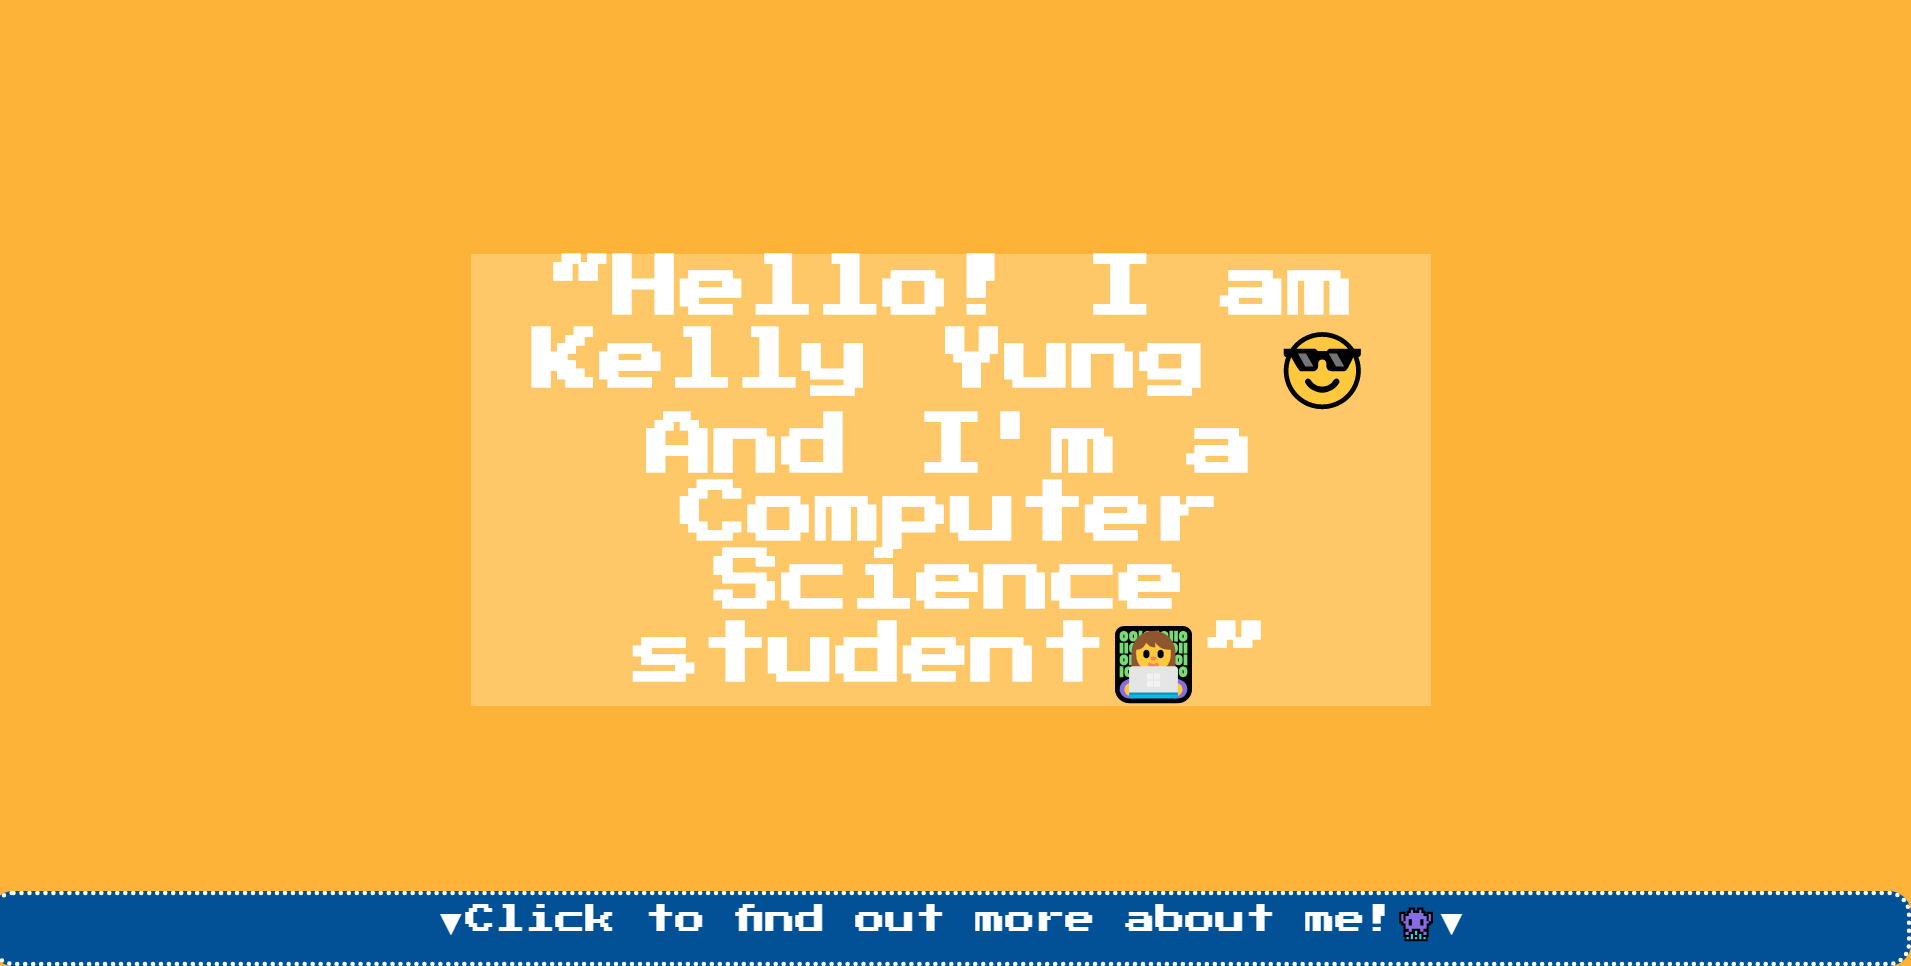 "Hello! I am
Kelly Yung 😎
And I'm a
Computer
Science
student👩‍💻"
▼Click to find out more about me!👾▼